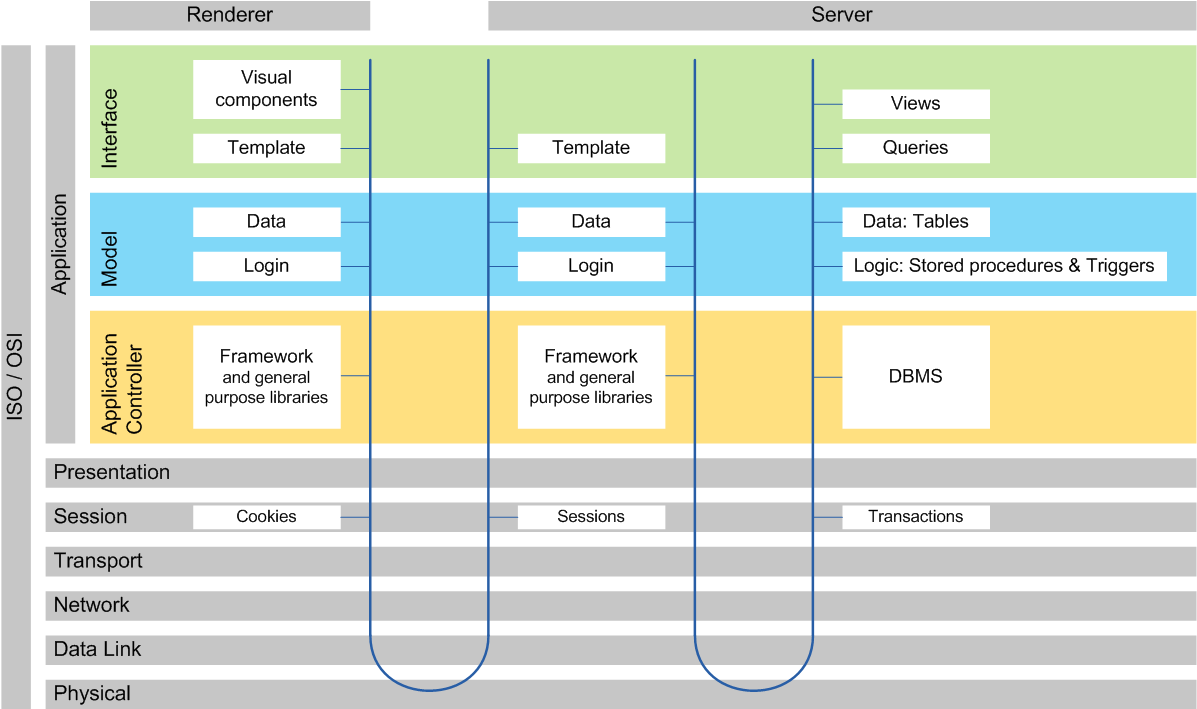 Renderer
Server
ISO / OSI
Application
Interface
Visual
components
Views
Template
Template
Queries
Model
Data
Data
Data: Tables
Login
Login
Logic: Stored procedures & Triggers
Application
Controller
Framework
and general
purpose libraries
Framework
and general
purpose libraries
DBMS
Presentation
Session
Cookies
Sessions
Transactions
Transport
Network
Data Link
Physical